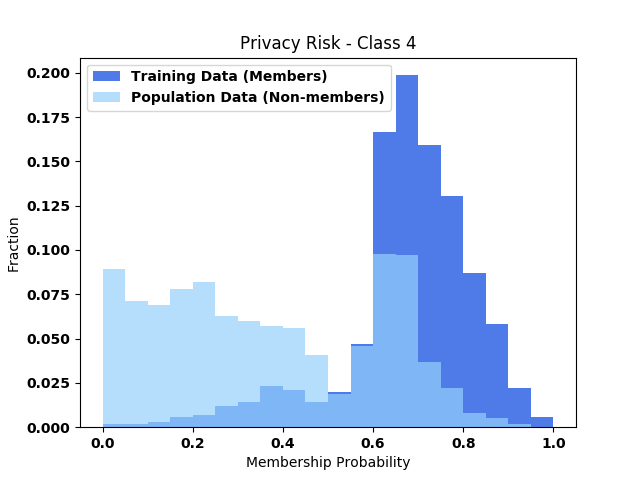 Privacy Risk - Class 4
Training Data (Members)
Population Data (Non-members)
Fraction
0.200
0.175
0.150
0.125
0.100
0.075
0.050
0.025
0.000
0.0 0.2 0.4 0.6 0.8 1.0
Membership Probability